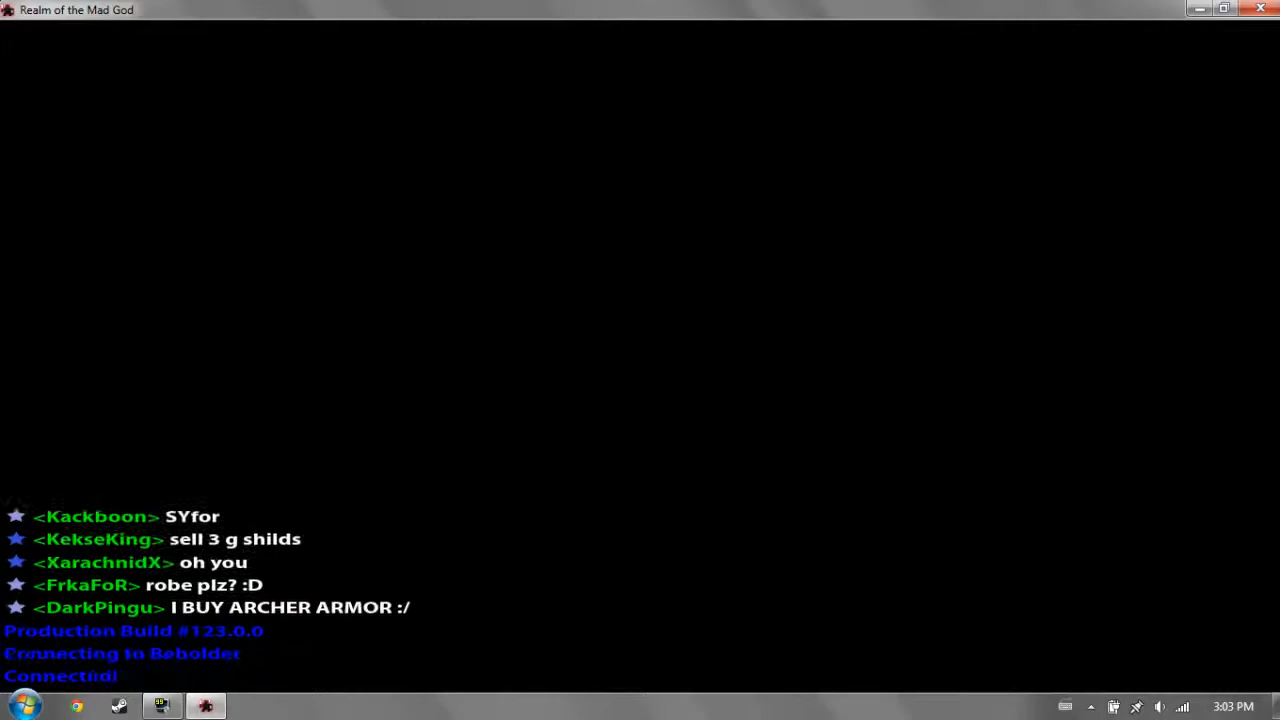 Realm of the Mad God
<Kackboon> SYfor
<KekseKing> sell 3 g shilds
<XarachnidX> oh you
<FrkaFoR> robe plz? :D
<DarkPingu> I BUY ARCHER ARMOR :/
Production Build #123.0.0
Connecting to Beholder
99
3:03 PM